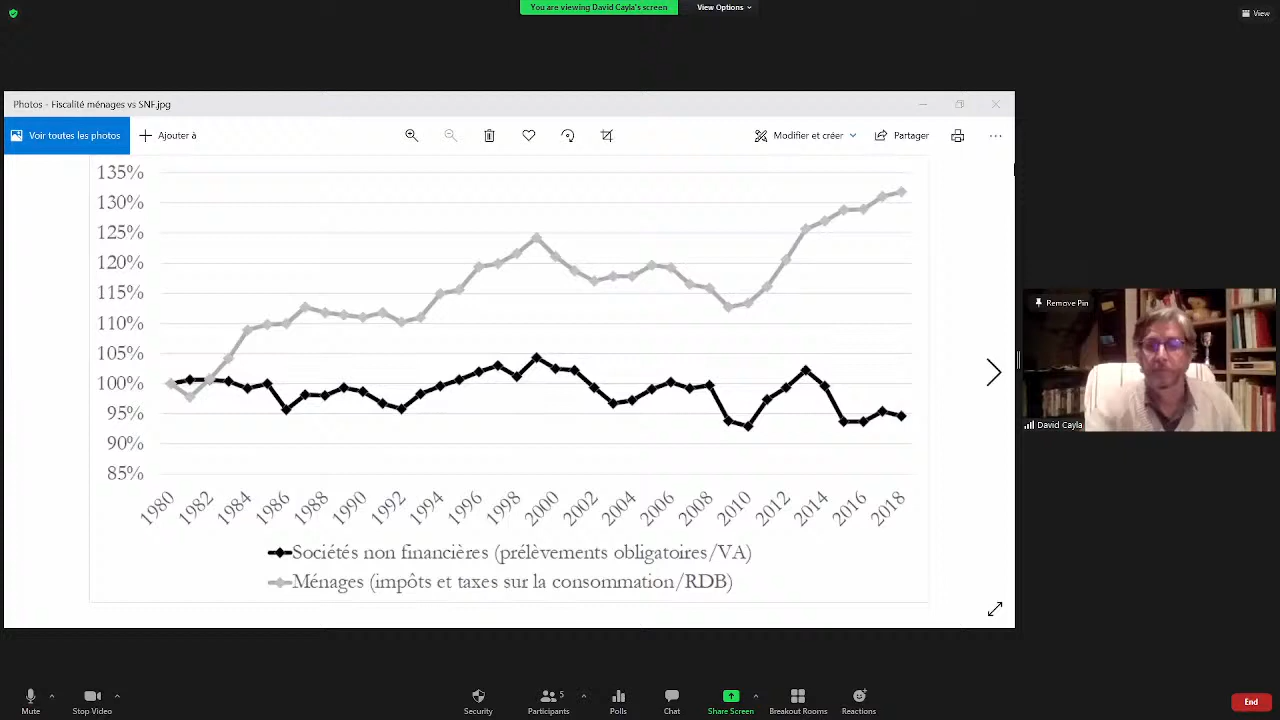 You are viewing David Cayla's screen
View Options
View
Photos - Fiscalité ménages vs SNF.jpg
Voir toutes les photos
Ajouter à
Modifier et créer
Partager
135%
130%
125%
120%
115%
110%
105%
100%
95%
90%
85%
1980
1982
1984
1986
1988
1990
1992
1994
1996
1998
2000
2002
2004
2006
2008
2010
2012
2014
2016
2018
Sociétés non financières (prélèvements obligatoires/VA)
Ménages (impôts et taxes sur la consommation/RDB)
Remove Pin
David Cayla
Mute
Stop Video
Security
5
Participants
Polls
Chat
Share Screen
Breakout Rooms
Reactions
End